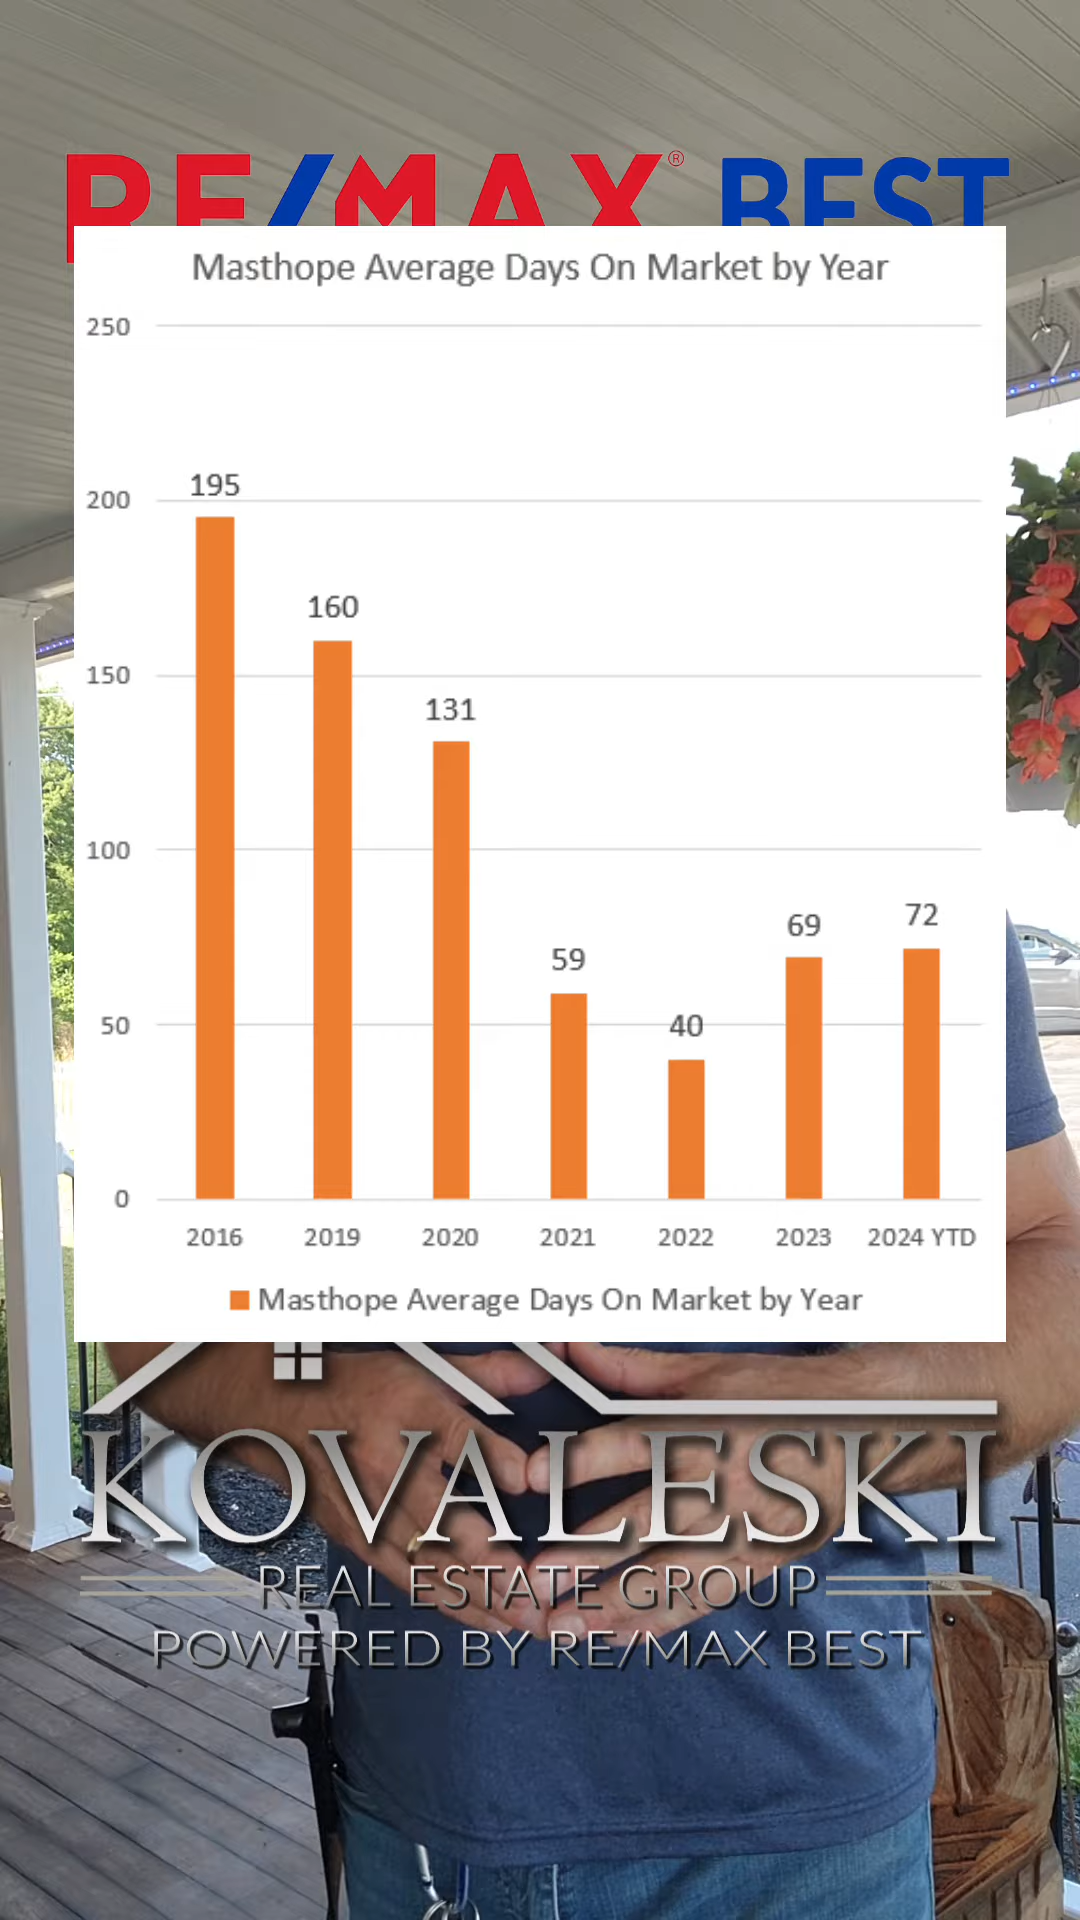 RE/MAX® BEST
Masthope Average Days On Market by Year
250
200
150
100
50
0
195
160
131
59
40
69
72
2016 2019 2020 2021 2022 2023 2024 YTD
Masthope Average Days On Market by Year
KOVALESKI
REAL ESTATE GROUP
POWERED BY RE/MAX BEST